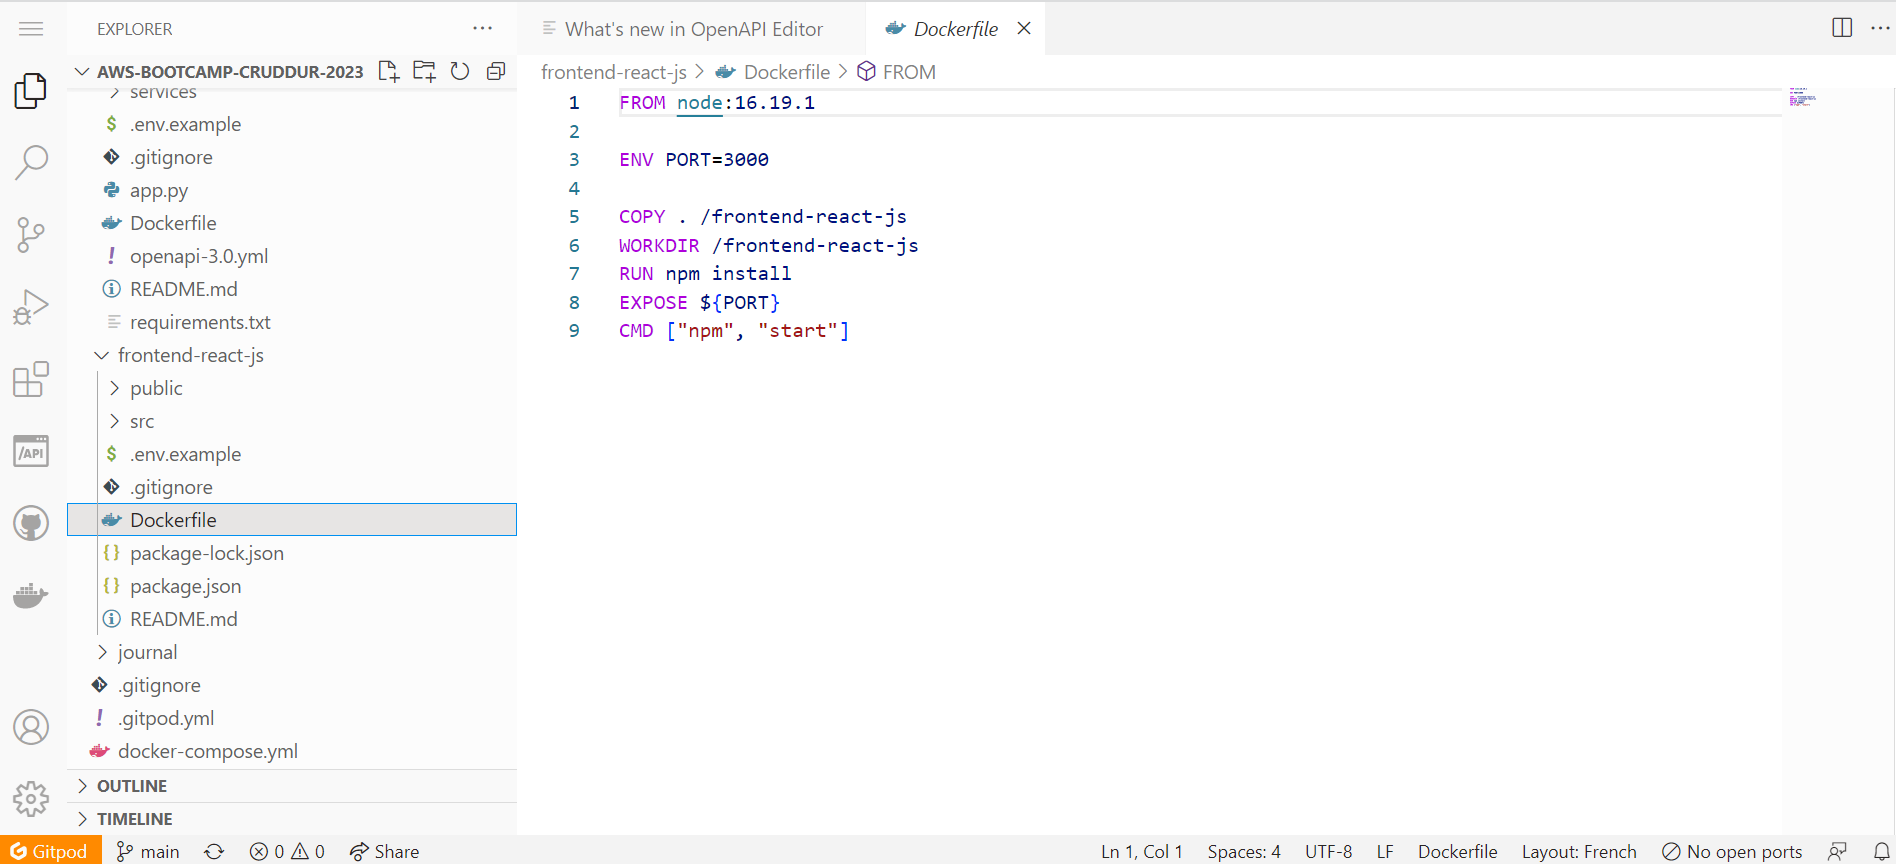 EXPLORER
AWS-BOOTCAMP-CRUDDUR-2023
services
.env.example
.gitignore
app.py
Dockerfile
openapi-3.0.yml
README.md
requirements.txt
frontend-react-js
public
src
.env.example
.gitignore
Dockerfile
package-lock.json
package.json
README.md
journal
.gitignore
.gitpod.yml
docker-compose.yml
OUTLINE
TIMELINE
/API
What's new in OpenAPI Editor
Dockerfile
frontend-react-js > Dockerfile > FROM
1 FROM node:16.19.1
2
3 ENV PORT=3000
4
5 COPY . /frontend-react-js
6 WORKDIR /frontend-react-js
7 RUN npm install
8 EXPOSE ${PORT}
9 CMD ["npm", "start"]
Gitpod main 0 0 Share Ln 1, Col 1 Spaces: 4 UTF-8 LF Dockerfile Layout: French No open ports